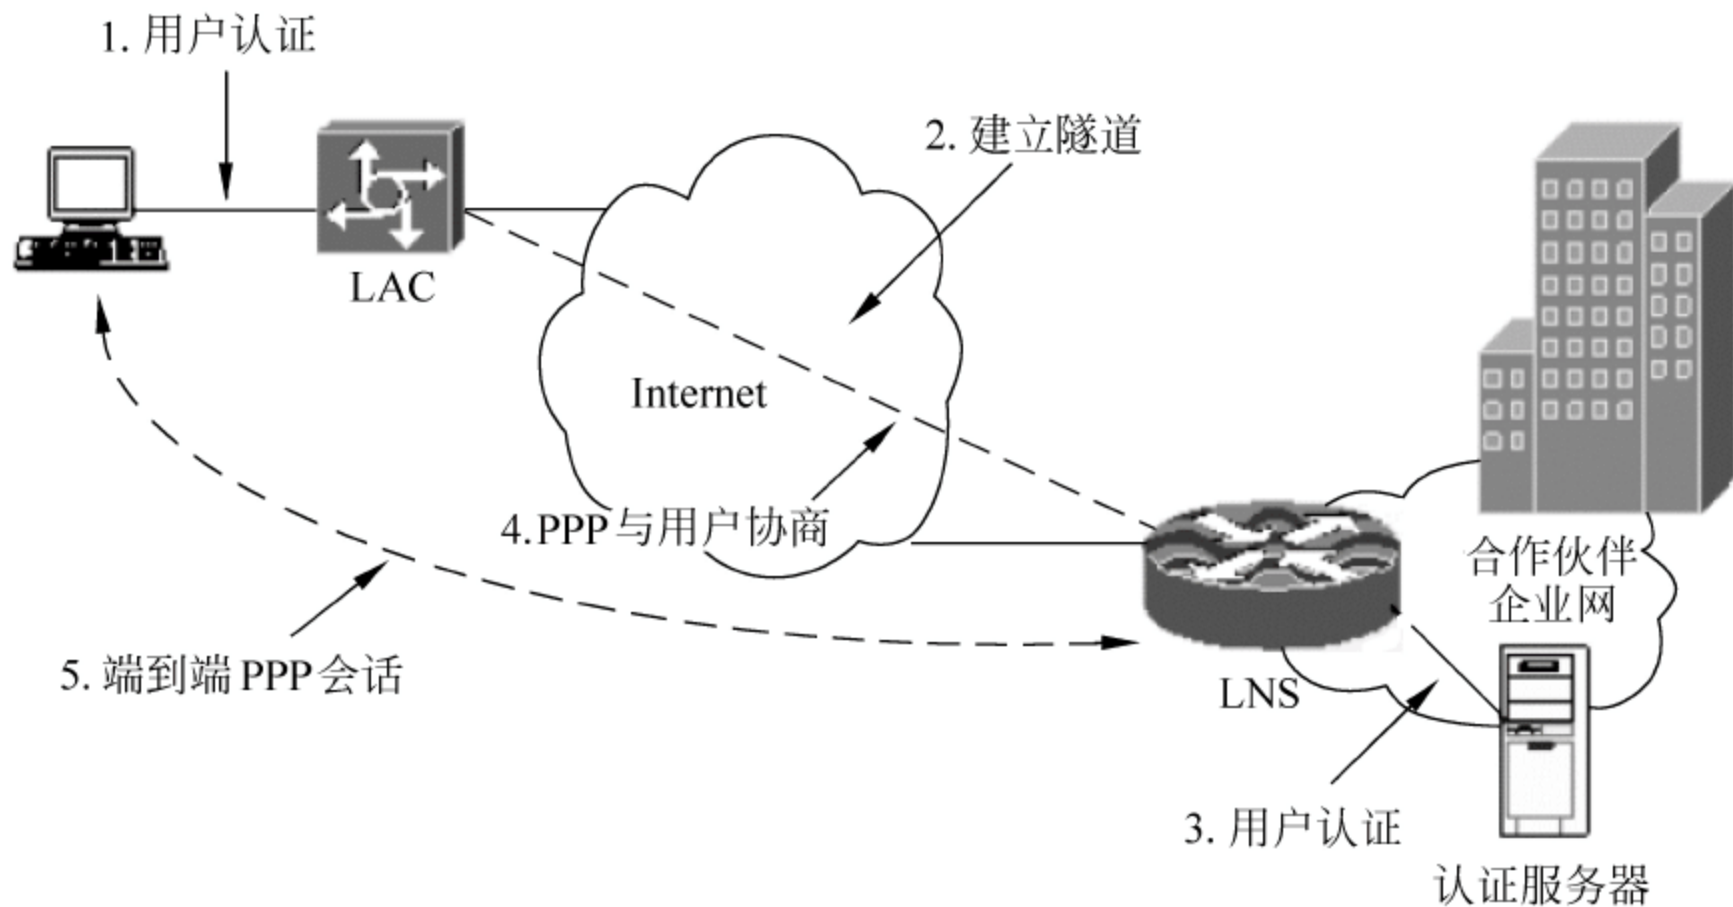 1. 用户认证
2. 建立隧道
LAC
Internet
4.PPP与用户协商
合作伙伴
企业网
5. 端到端PPP会话
LNS
3. 用户认证
认证服务器